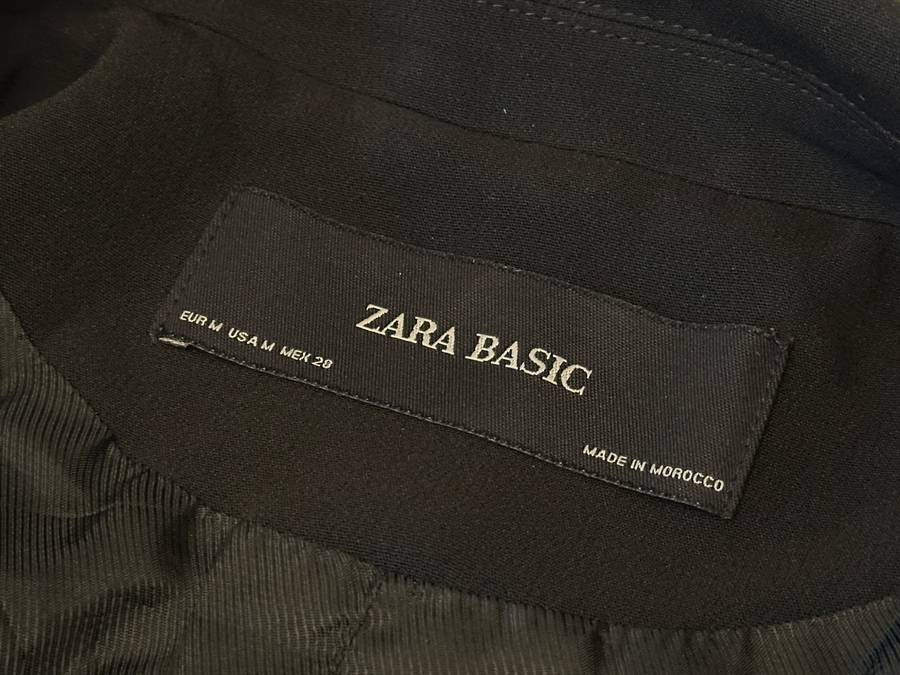 ZARA BASIC
EUR M USA M MEX 28
MADE IN MOROCCO